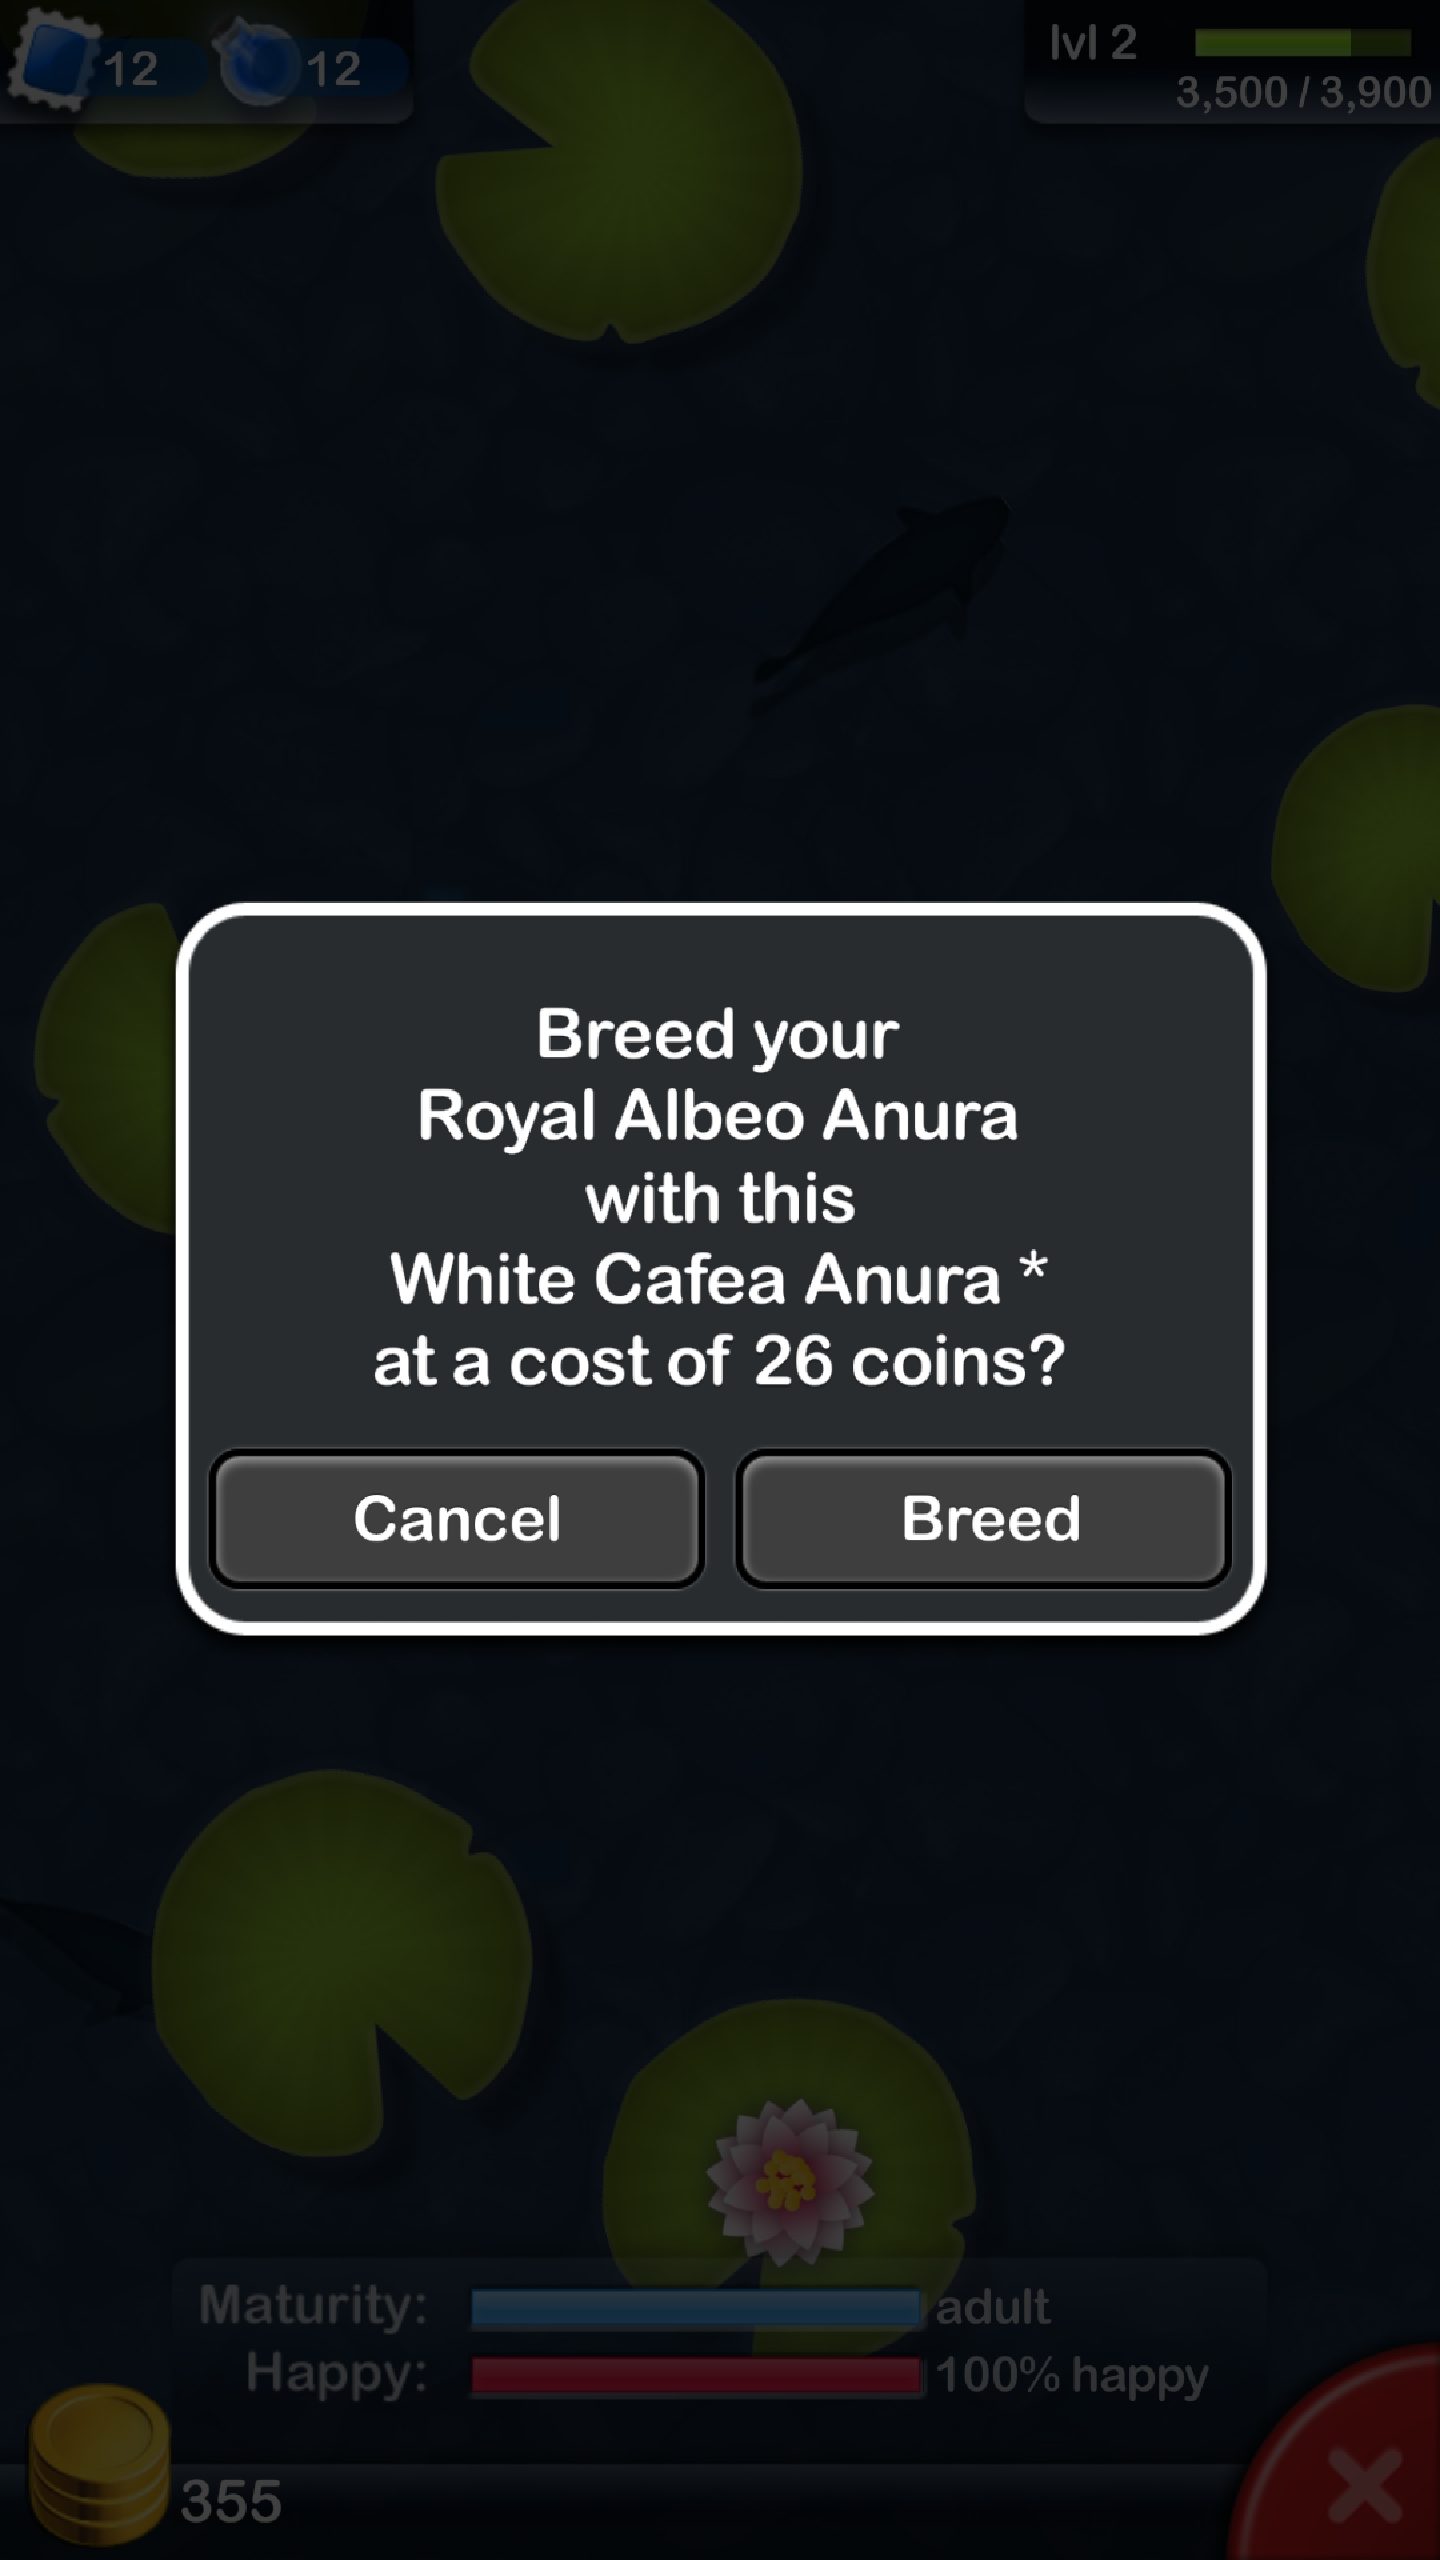 12
12
lvl 2
3,500 / 3,900
Breed your
Royal Albeo Anura
with this
White Cafea Anura *
at a cost of 26 coins?
Cancel
Breed
Maturity:
adult
Happy:
100% happy
355